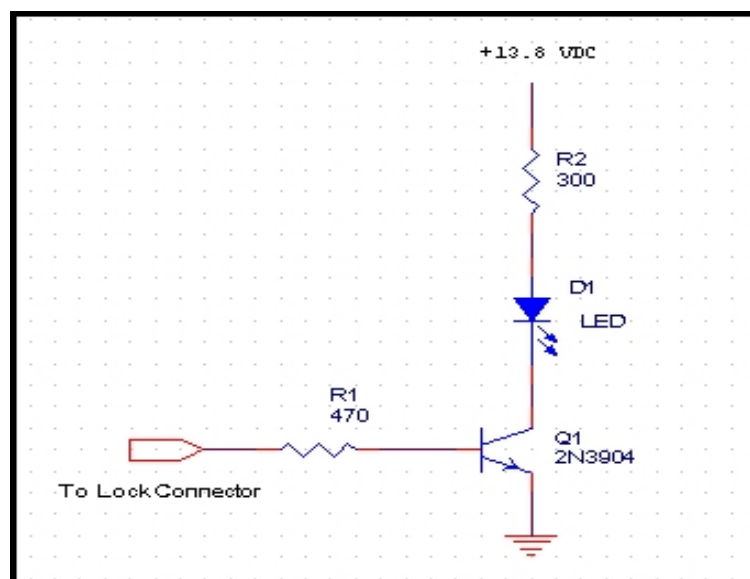 +13.8 VDC
R2
300
D1
LED
R1
470
Q1
2N3904
To Lock Connector